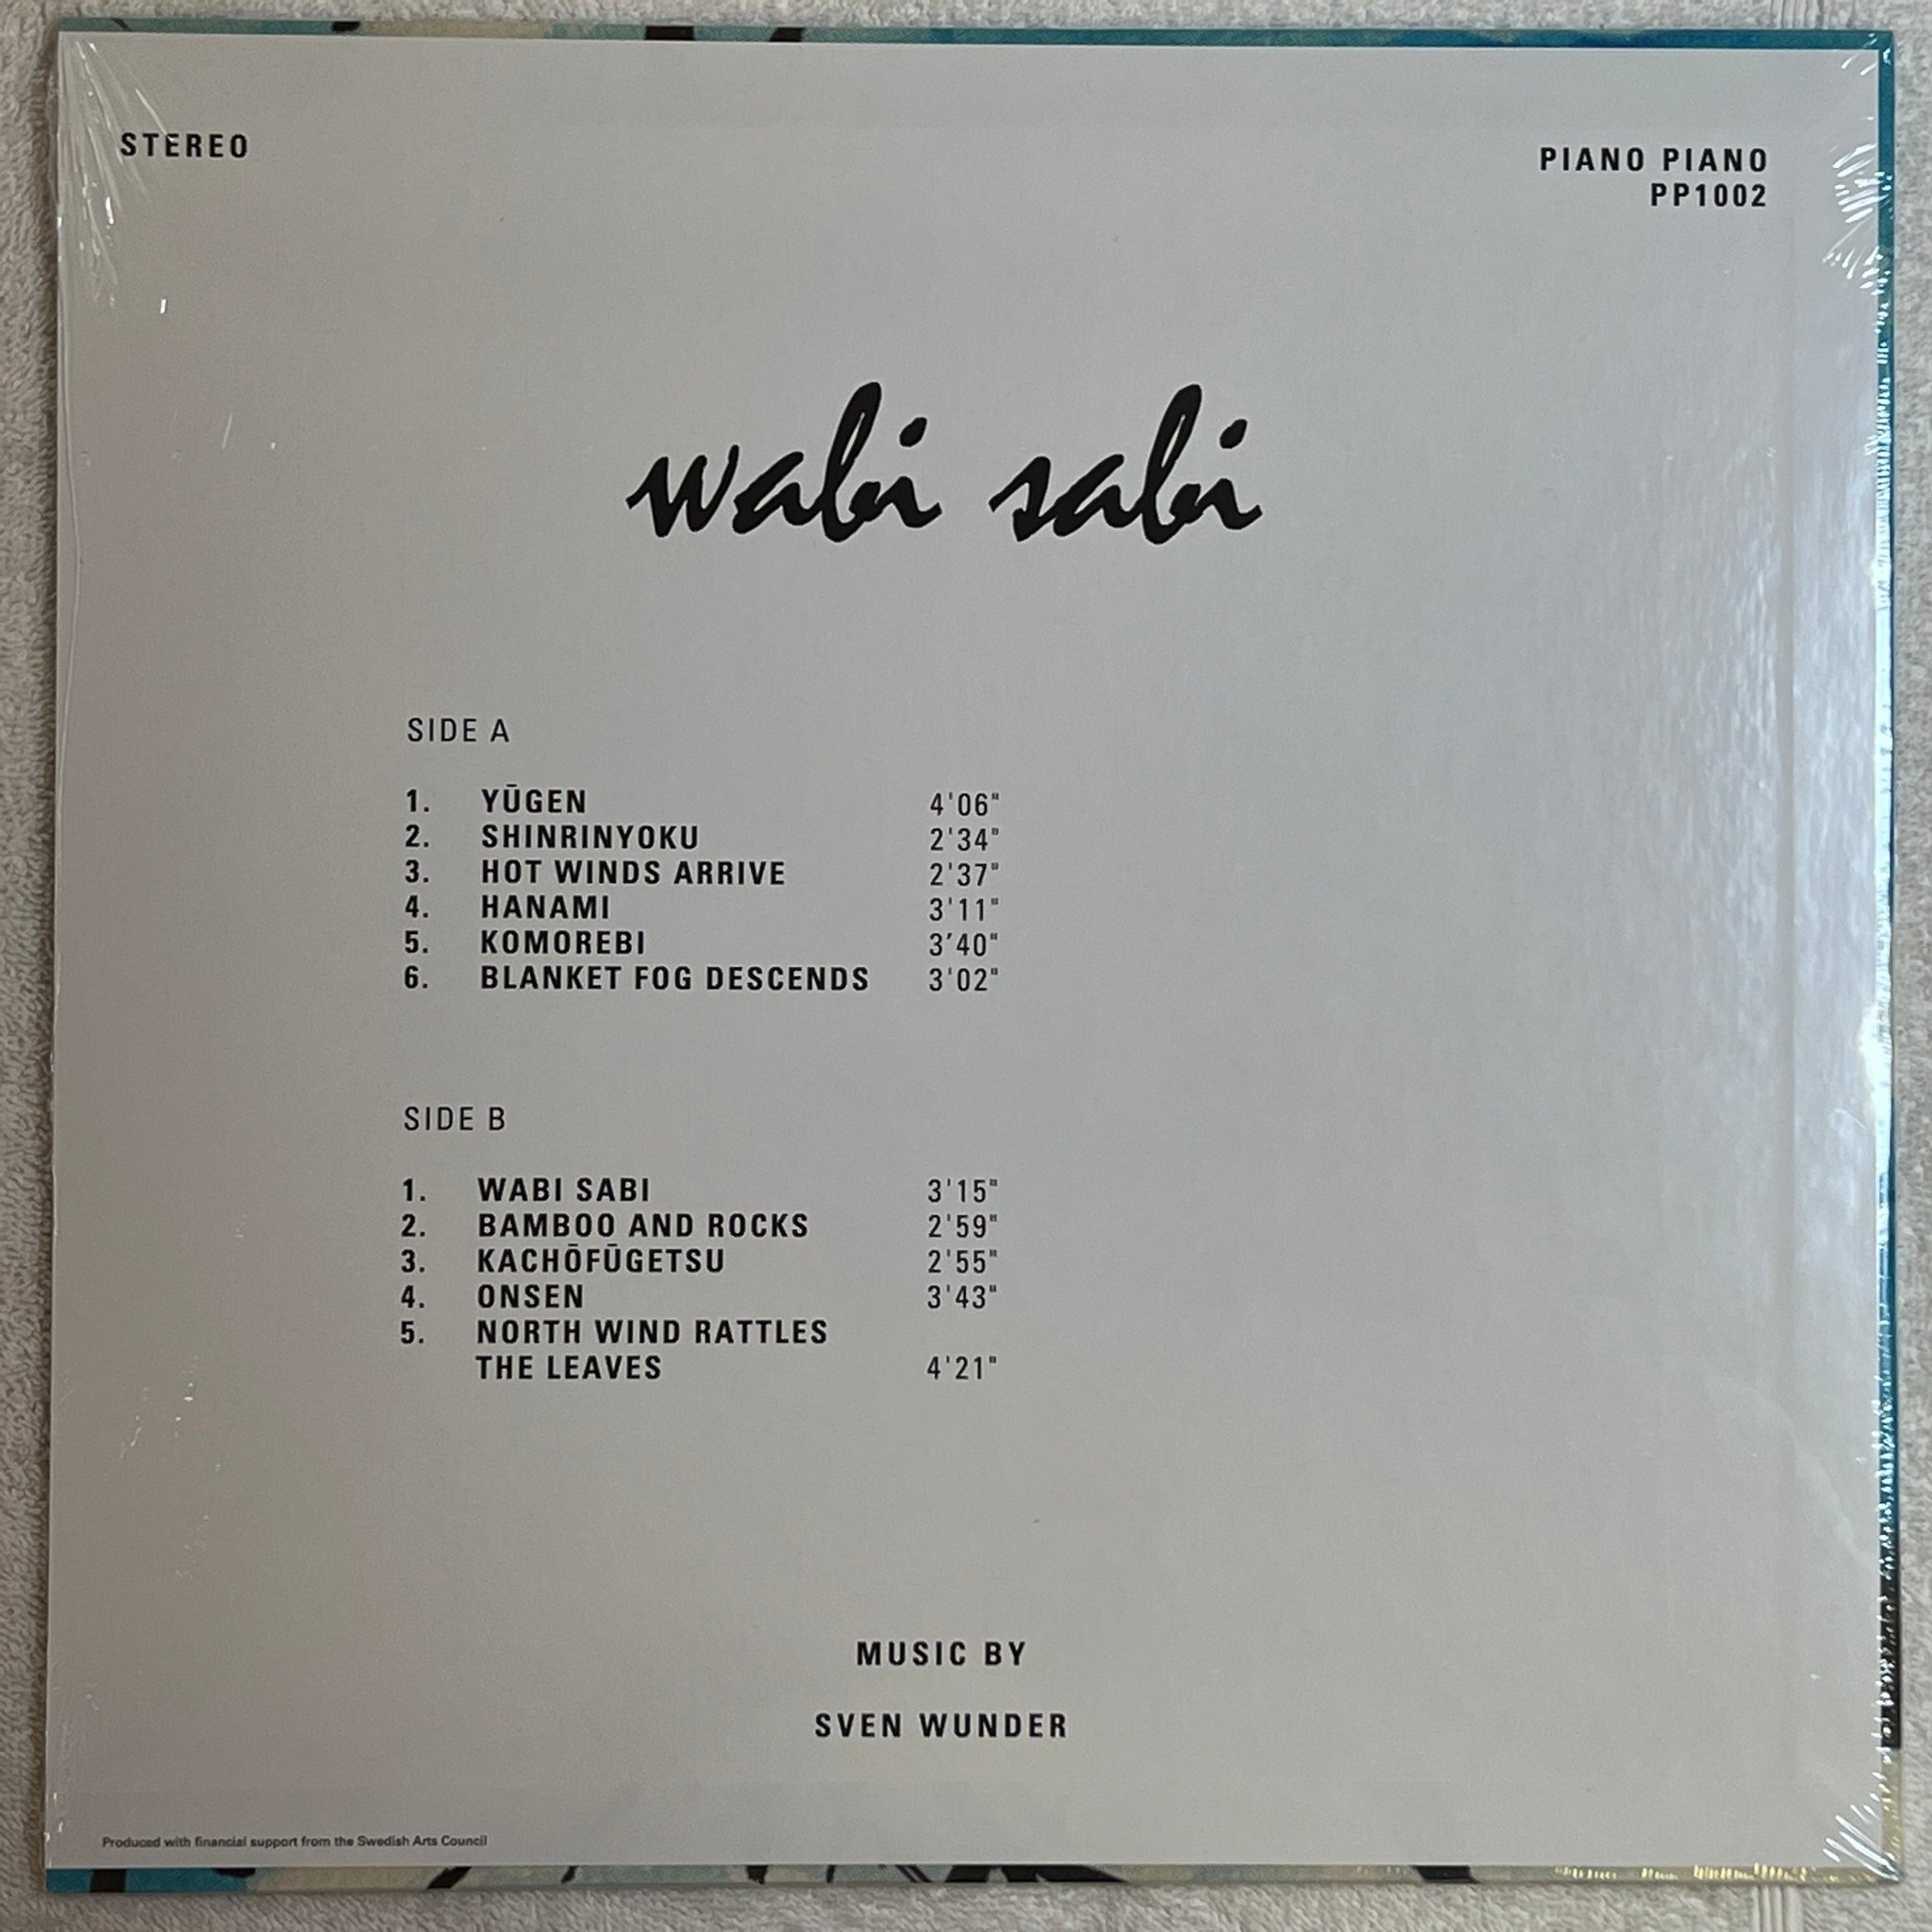 STEREO
PIANO PIANO
PP1002
wabi sabi
SIDE A
1. YŪGEN 4'06"
2. SHINRINYOKU 2'34"
3. HOT WINDS ARRIVE 2'37"
4. HANAMI 3'11"
5. KOMOREBI 3’40"
6. BLANKET FOG DESCENDS 3'02"
SIDE B
1. WABI SABI 3'15"
2. BAMBOO AND ROCKS 2'59"
3. KACHŌFŪGETSU 2'55"
4. ONSEN 3'43"
5. NORTH WIND RATTLES
THE LEAVES 4'21"
MUSIC BY
SVEN WUNDER
Produced with financial support from the Swedish Arts Council